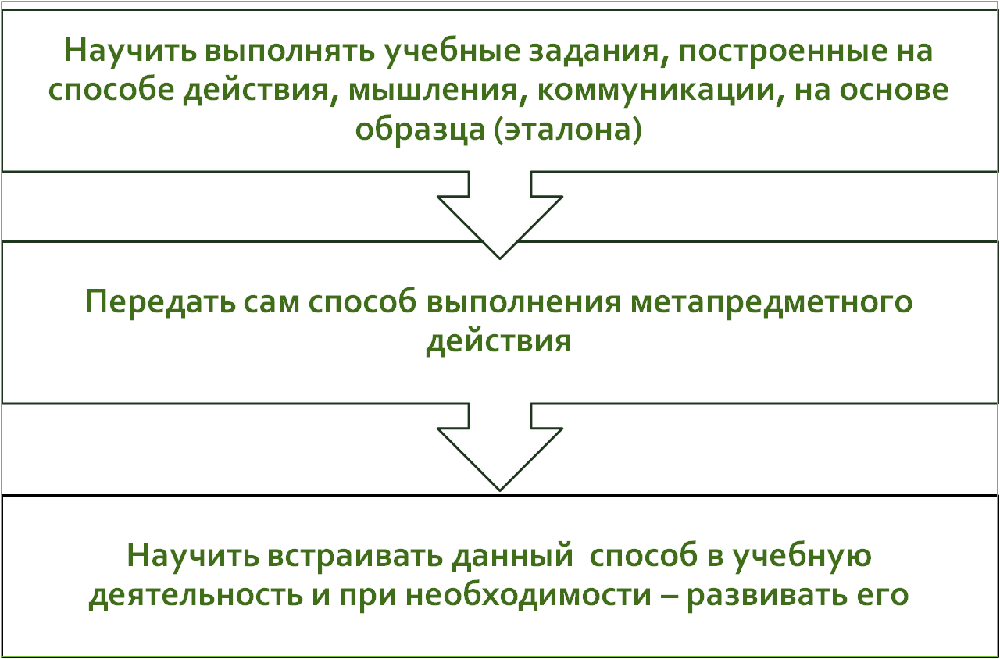 Научить выполнять учебные задания, построенные на
способе действия, мышления, коммуникации, на основе
образца (эталона)
Передать сам способ выполнения метапредметного
действия
Научить встраивать данный  способ в учебную
деятельность и при необходимости – развивать его